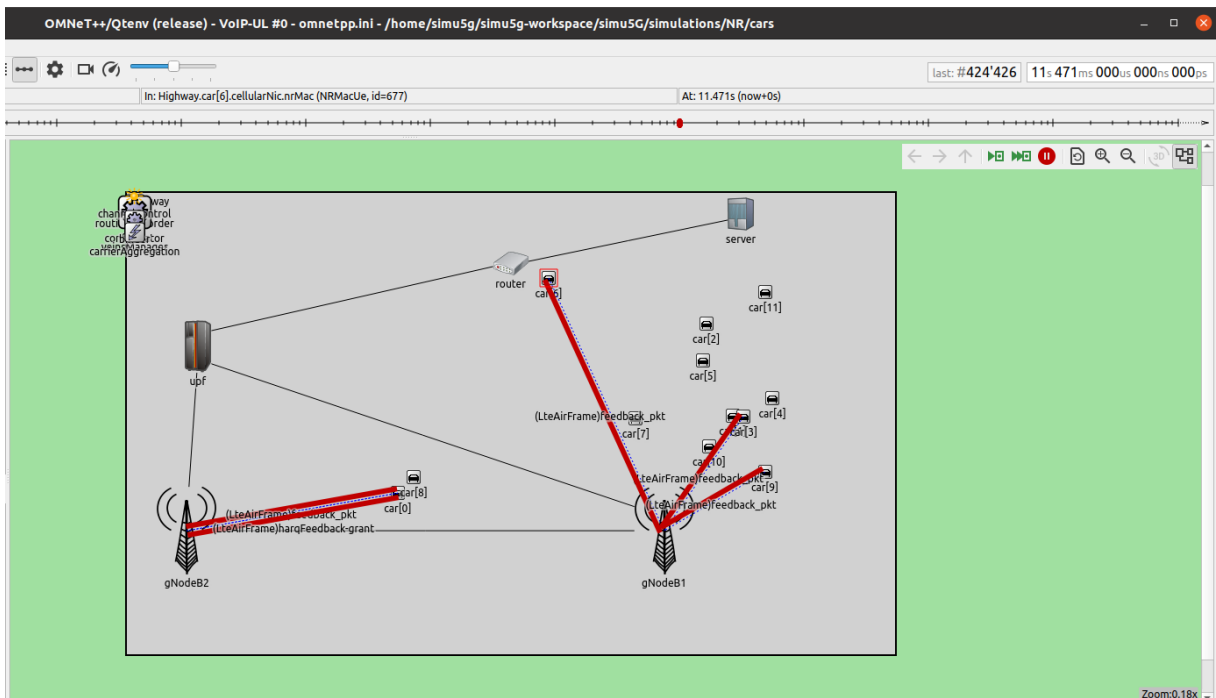 OMNeT++/Qtenv (release) - VoIP-UL #0 - omnetpp.ini - /home/simu5g/simu5g-workspace/simu5G/simulations/NR/cars
last: #424'426 11s 471ms 000us 000ns 000ps
In: Highway.car[6].cellularNic.nrMac (NRMacUe, id=677) At: 11.471s (now+0s)
3D
carrierAggregation
server
router
car[11]
car[2]
upf
car[5]
(LteAirFrame)feedback_pkt
car[4]
car[7]
car[3]
car[10]
(LteAirFrame)feedback_pkt
car[9]
car[8]
car[0]
(LteAirFrame)feedback_pkt
(LteAirFrame)feedback_pkt
(LteAirFrame)harqFeedback-grant
gNodeB2
gNodeB1
Zoom:0.18x